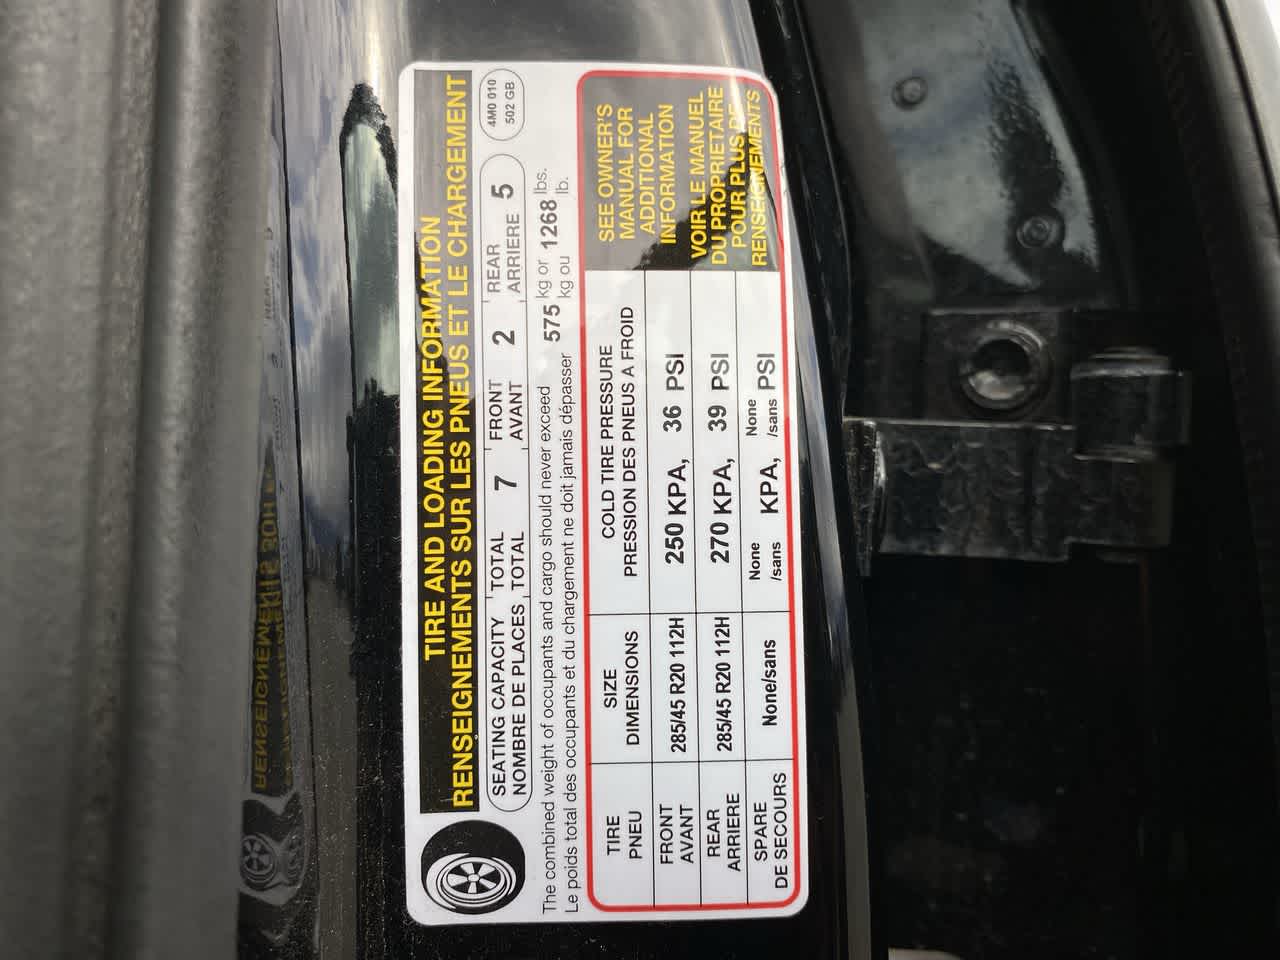 TIRE AND LOADING INFORMATION
RENSEIGNEMENTS SUR LES PNEUS ET LE CHARGEMENT
SEATING CAPACITY TOTAL 7 FRONT 2 REAR 5
NOMBRE DE PLACES TOTAL AVANT ARRIERE
4M0 010
502 GB
The combined weight of occupants and cargo should never exceed 575 kg or 1268 lbs.
Le poids total des occupants et du chargement ne doit jamais dépasser kg ou lb.
TIRE SIZE COLD TIRE PRESSURE
PNEU DIMENSIONS PRESSION DES PNEUS A FROID
FRONT
AVANT 285/45 R20 112H 250 KPA, 36 PSI
REAR
ARRIERE 285/45 R20 112H 270 KPA, 39 PSI
SPARE
DE SECOURS None/sans None/sans KPA, None/sans PSI
SEE OWNER'S
MANUAL FOR
ADDITIONAL
INFORMATION
VOIR LE MANUEL
DU PROPRIETAIRE
POUR PLUS DE
RENSEIGNEMENTS